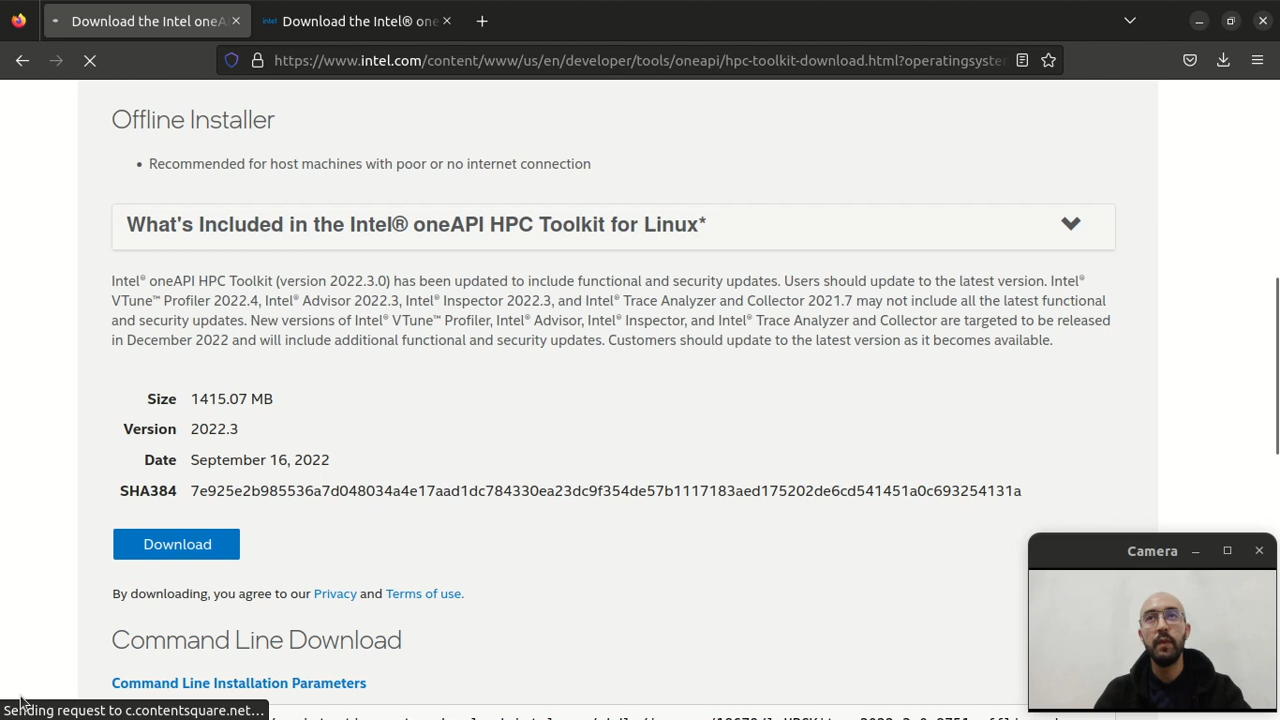 Download the Intel oneA
intel Download the Intel® one
https://www.intel.com/content/www/us/en/developer/tools/oneapi/hpc-toolkit-download.html?operatingsyste
Offline Installer
• Recommended for host machines with poor or no internet connection
What's Included in the Intel® oneAPI HPC Toolkit for Linux*
Intel® oneAPI HPC Toolkit (version 2022.3.0) has been updated to include functional and security updates. Users should update to the latest version. Intel®
VTune™ Profiler 2022.4, Intel® Advisor 2022.3, Intel® Inspector 2022.3, and Intel® Trace Analyzer and Collector 2021.7 may not include all the latest functional
and security updates. New versions of Intel® VTune™ Profiler, Intel® Advisor, Intel® Inspector, and Intel® Trace Analyzer and Collector are targeted to be released
in December 2022 and will include additional functional and security updates. Customers should update to the latest version as it becomes available.
Size 1415.07 MB
Version 2022.3
Date September 16, 2022
SHA384 7e925e2b985536a7d048034a4e17aad1dc784330ea23dc9f354de57b1117183aed175202de6cd541451a0c693254131a
Download
Camera
By downloading, you agree to our Privacy and Terms of use.
Command Line Download
Command Line Installation Parameters
Sending request to c.contentsquare.net…